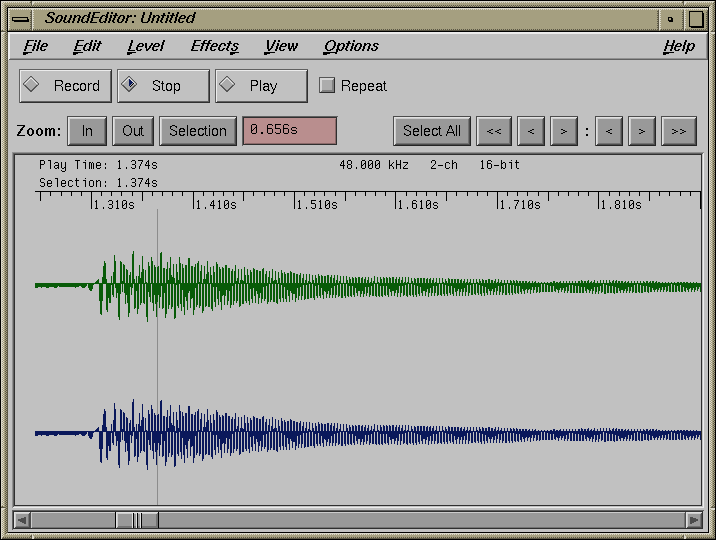 SoundEditor: Untitled
File Edit Level Effects View Options Help
Record Stop Play Repeat
Zoom: In Out Selection 0.656s Select All << < > : < > >>
Play Time: 1.374s 48.000 kHz 2-ch 16-bit
Selection: 1.374s
1.310s 1.410s 1.510s 1.610s 1.710s 1.810s